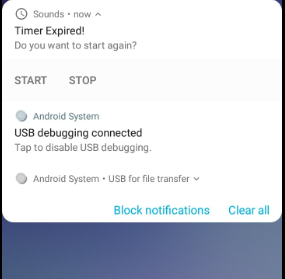 Sounds • now
Timer Expired!
Do you want to start again?
START STOP
Android System
USB debugging connected
Tap to disable USB debugging.
Android System • USB for file transfer
Block notifications Clear all